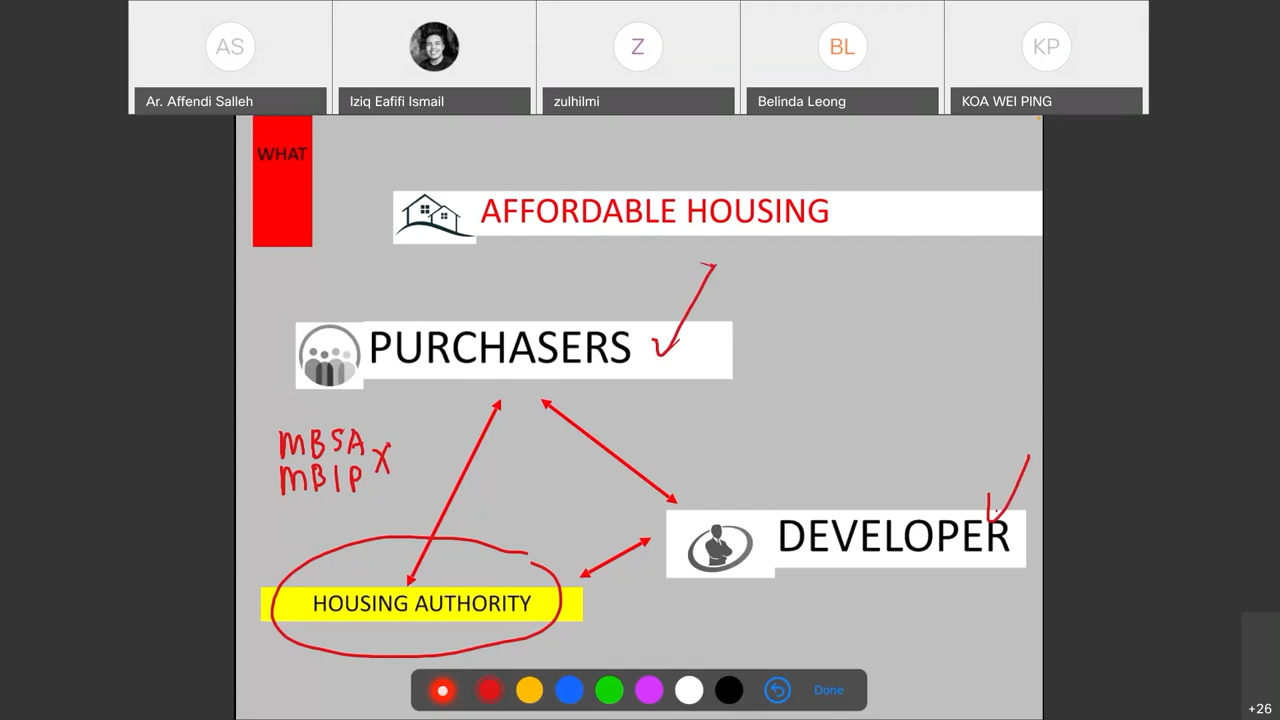 AS
Z
BL
KP
Ar. Affendi Salleh
Iziq Eafifi Ismail
zulhilmi
Belinda Leong
KOA WEI PING
WHAT
AFFORDABLE HOUSING
PURCHASERS
MBSA X
MBIP
DEVELOPER
HOUSING AUTHORITY
Done
+26